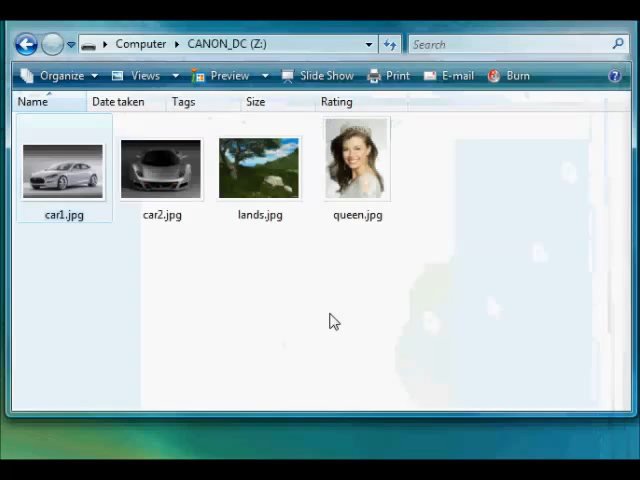 Computer CANON_DC (Z:) Search
Organize Views Preview Slide Show Print E-mail Burn ?
Name Date taken Tags Size Rating
car1.jpg car2.jpg lands.jpg queen.jpg